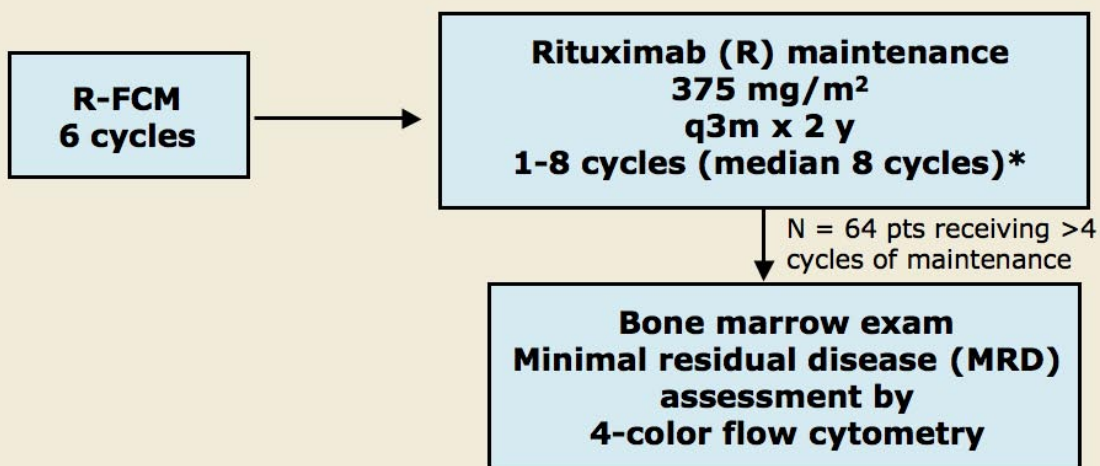 R-FCM
6 cycles
Rituximab (R) maintenance
375 mg/m²
q3m x 2 y
1-8 cycles (median 8 cycles)*
N = 64 pts receiving >4
cycles of maintenance
Bone marrow exam
Minimal residual disease (MRD)
assessment by
4-color flow cytometry